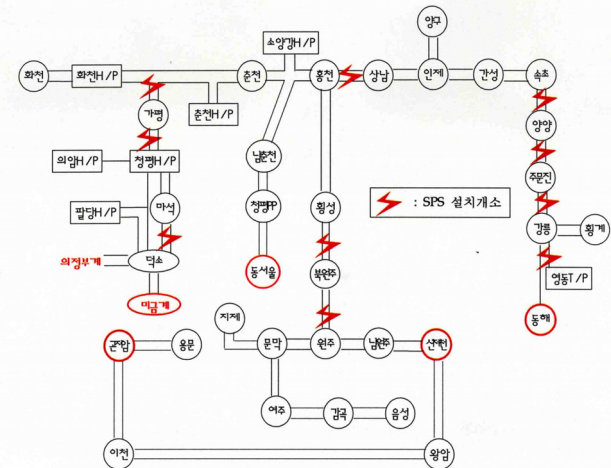 양구
소양강H/P
화천
화천H/P
춘천
홍천
상남
인제
간성
속초
가평
춘천H/P
양양
의암H/P
청평H/P
남춘천
주문진
팔당H/P
마석
청평PP
횡성
: SPS 설치개소
강릉
횡계
의정부계
덕소
동서울
북원주
영동T/P
미금계
지제
동해
곤지암
용문
문막
원주
남원주
신제천
여주
감곡
음성
이천
왕암